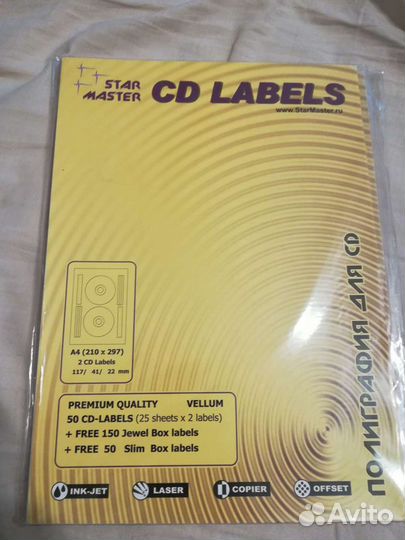 STAR
MASTER
CD LABELS
www.StarMaster.ru
ПОЛИГРАФИЯ ДЛЯ CD
A4 (210 x 297)
2 CD Labels
117/ 41/ 22 mm
PREMIUM QUALITY VELLUM
50 CD-LABELS (25 sheets x 2 labels)
+ FREE 150 Jewel Box labels
+ FREE 50 Slim Box labels
INK-JET LASER COPIER OFFSET
Avito